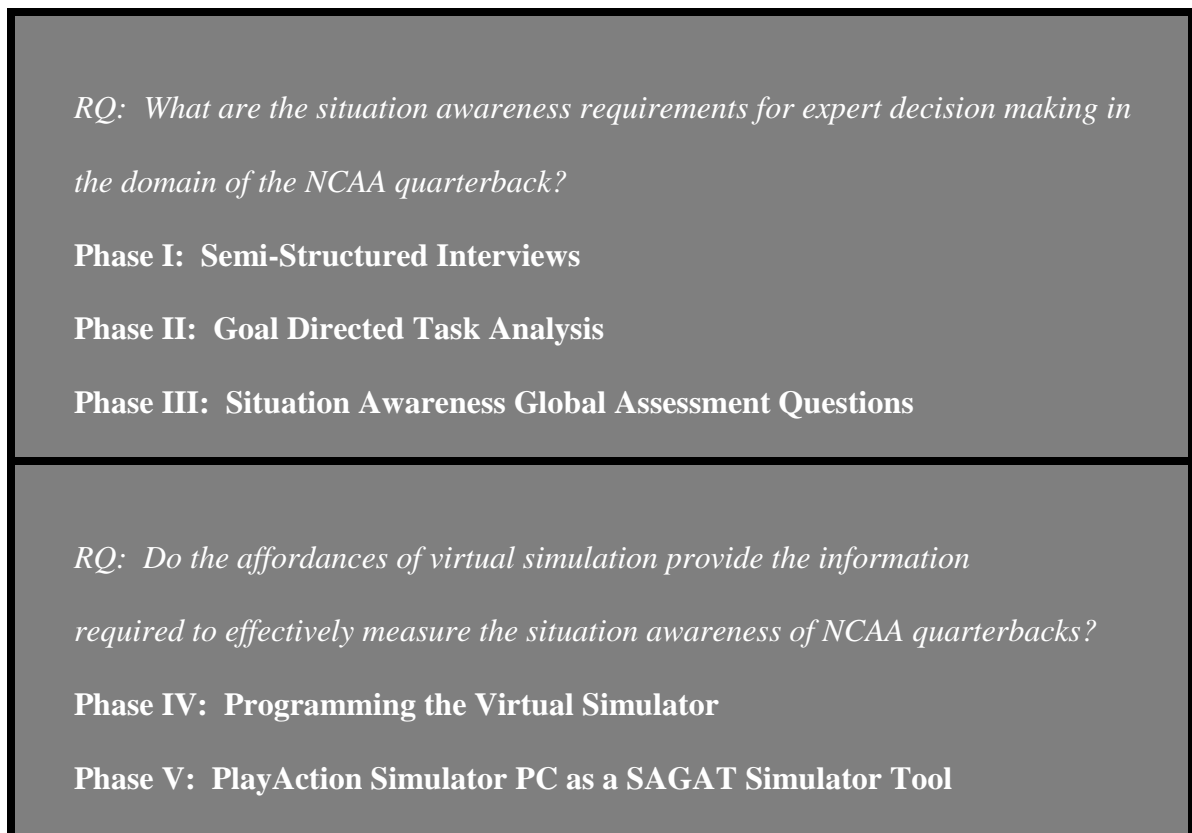 RQ:  What are the situation awareness requirements for expert decision making in
the domain of the NCAA quarterback?
Phase I:  Semi-Structured Interviews
Phase II:  Goal Directed Task Analysis
Phase III:  Situation Awareness Global Assessment Questions
RQ:  Do the affordances of virtual simulation provide the information
required to effectively measure the situation awareness of NCAA quarterbacks?
Phase IV:  Programming the Virtual Simulator
Phase V:  PlayAction Simulator PC as a SAGAT Simulator Tool